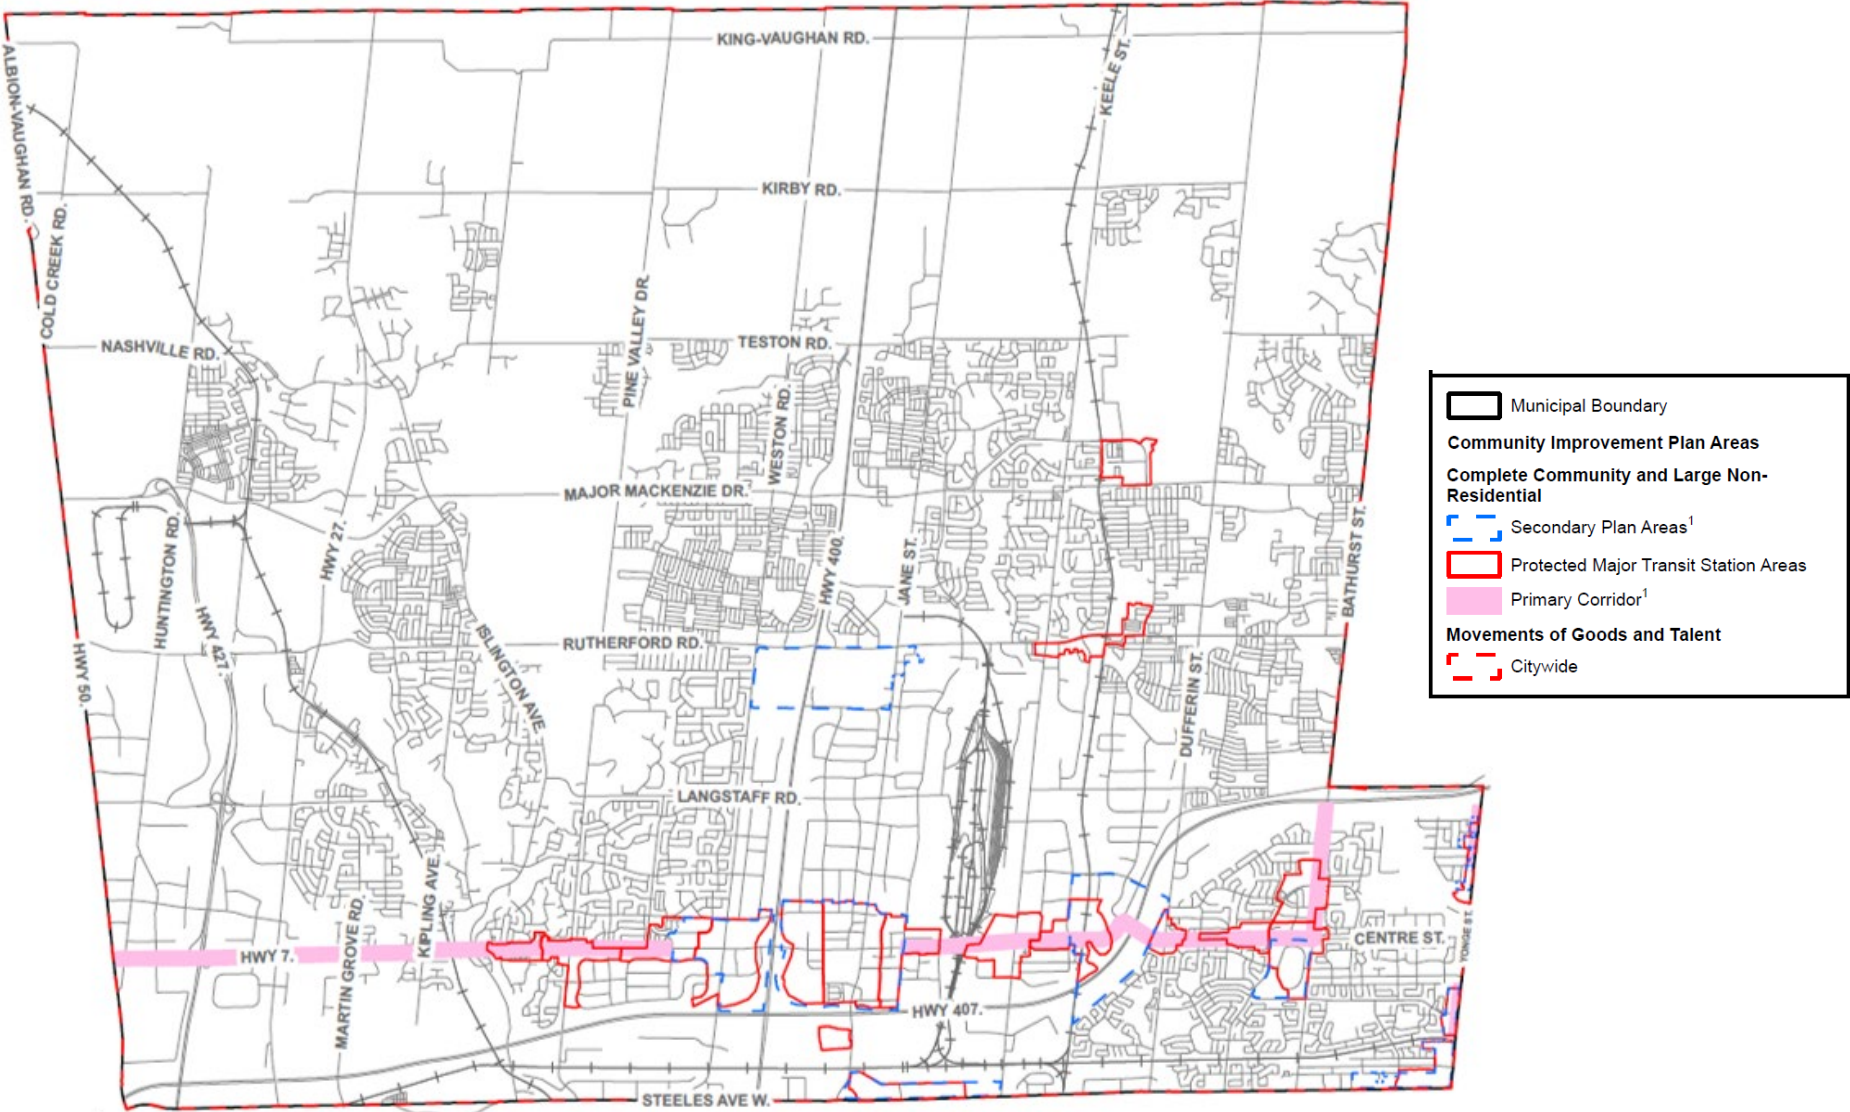 KING-VAUGHAN RD.
ALBION-VAUGHAN RD.
KEELE ST.
KIRBY RD.
COLD CREEK RD.
NASHVILLE RD.
PINE VALLEY DR.
TESTON RD.
WESTON RD.
MAJOR MACKENZIE DR.
HUNTINGTON RD.
HWY 27.
HWY 400.
JANE ST.
BATHURST ST.
HWY 427.
HWY 50.
ISLINGTON AVE
RUTHERFORD RD.
DUFFERIN ST.
LANGSTAFF RD.
KIPLING AVE.
MARTIN GROVE RD.
HWY 7.
CENTRE ST.
YONGE ST.
HWY 407.
STEELES AVE W.
Municipal Boundary
Community Improvement Plan Areas
Complete Community and Large Non-
Residential
Secondary Plan Areas1
Protected Major Transit Station Areas
Primary Corridor1
Movements of Goods and Talent
Citywide